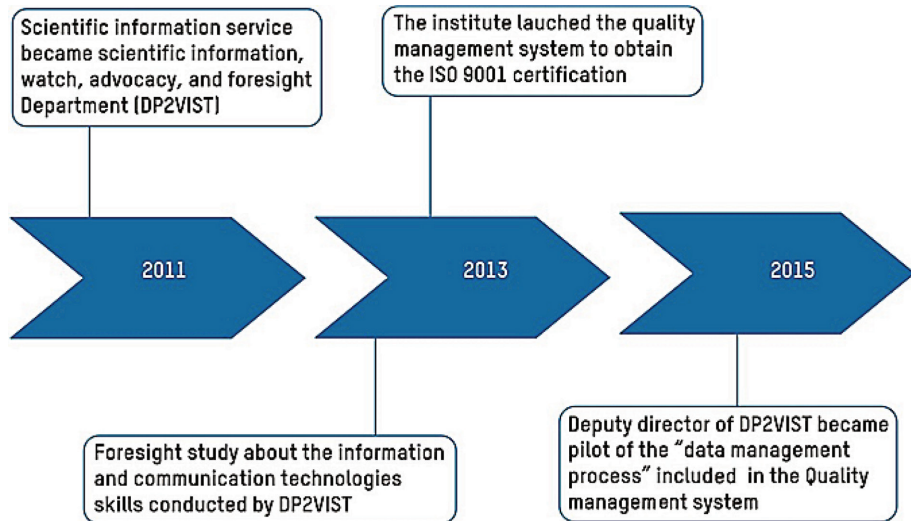 Scientific information service
became scientific information,
watch, advocacy, and foresight
Department (DP2VIST)
The institute lauched the quality
management system to obtain
the ISO 9001 certification
2011
2013
2015
Foresight study about the information
and communication technologies
skills conducted by DP2VIST
Deputy director of DP2VIST became
pilot of the “data management
process” included in the Quality
management system